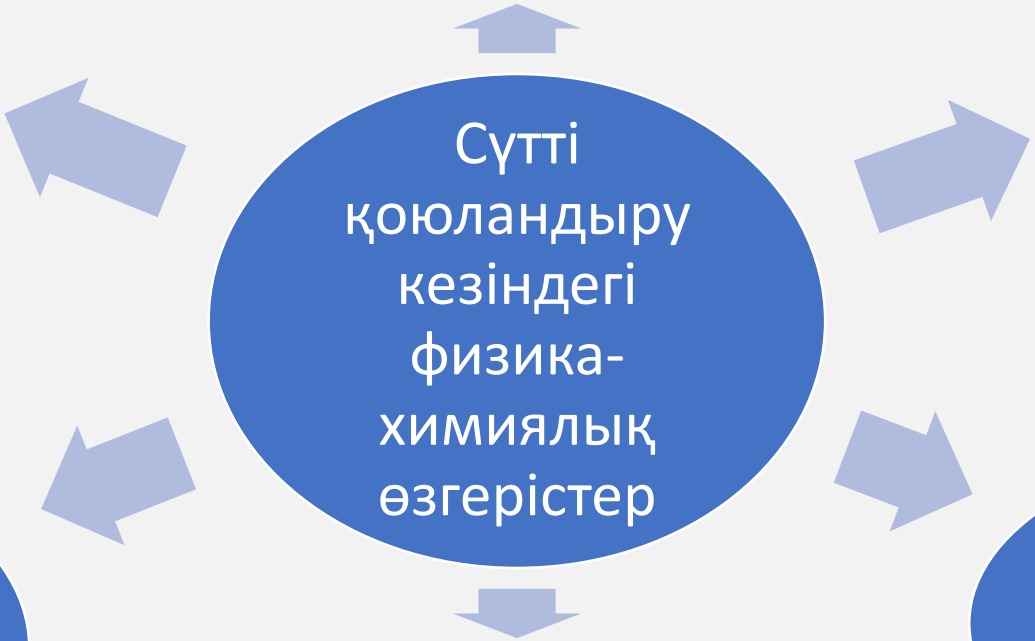 Сүтті
қоюландыру
кезіндегі
физика-
химиялық
өзгерістер